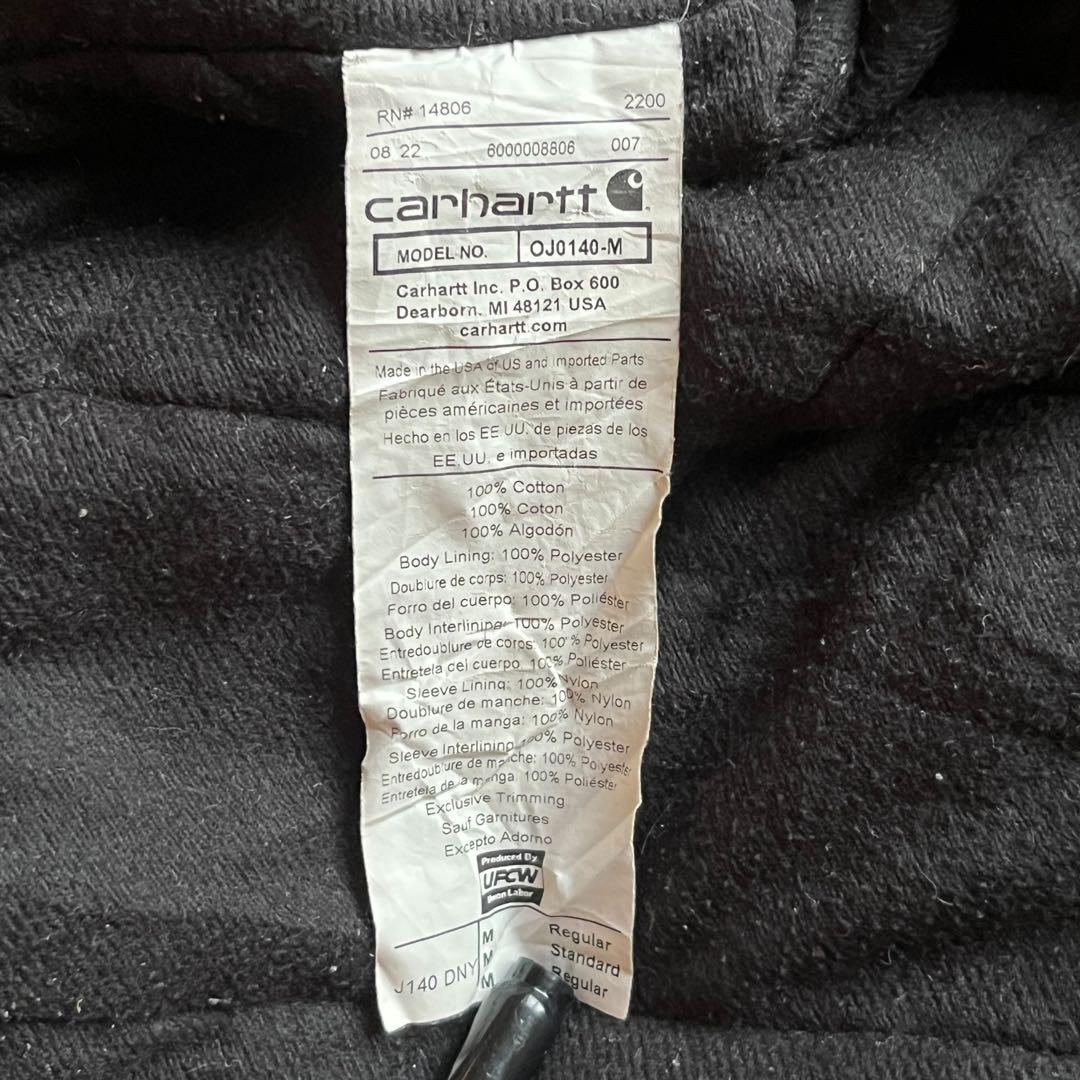 RN# 14806 2200
08 22 6000008806 007
carhartt
MODEL NO. OJ0140-M
Carhartt Inc. P.O. Box 600
Dearborn, MI 48121 USA
carhartt.com
Made in the USA of US and Imported Parts
Fabriqué aux États-Unis à partir de
pièces américaines et importées
Hecho en los EE.UU. de piezas de los
EE.UU. e importadas
100% Cotton
100% Coton
100% Algodón
Body Lining: 100% Polyester
Doublure de corps: 100% Polyester
Forro del cuerpo: 100% Poliéster
Body Interlining: 100% Polyester
Entredoublure de corps: 100% Polyester
Entretela del cuerpo 100% Poliéster
Sleeve Lining: 100% Nylon
Doublure de manche: 100% Nylon
Forro de la manga: 100% Nylon
Sleeve Interlining 100% Polyester
Entredoublure de manche: 100% Polyester
Entretela de la manga 100% Poliéster
Exclusive Trimming
Sauf Garnitures
Excepto Adorno
Produced By
UFCW
Union Labor
M Regular
M Standard
J140 DNY M Regular